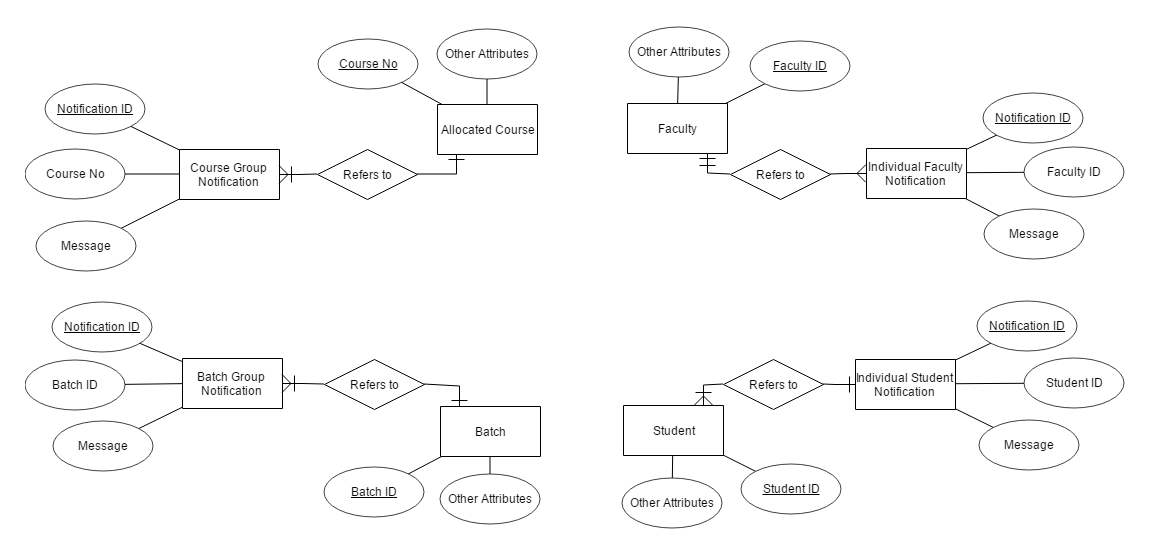 Course No
Other Attributes
Notification ID
Allocated Course
Course No
Course Group
Notification
Refers to
Message
Other Attributes
Faculty ID
Faculty
Notification ID
Refers to
Individual Faculty
Notification
Faculty ID
Message
Notification ID
Batch ID
Batch Group
Notification
Refers to
Message
Batch
Batch ID
Other Attributes
Notification ID
Refers to
Individual Student
Notification
Student ID
Student
Message
Student ID
Other Attributes